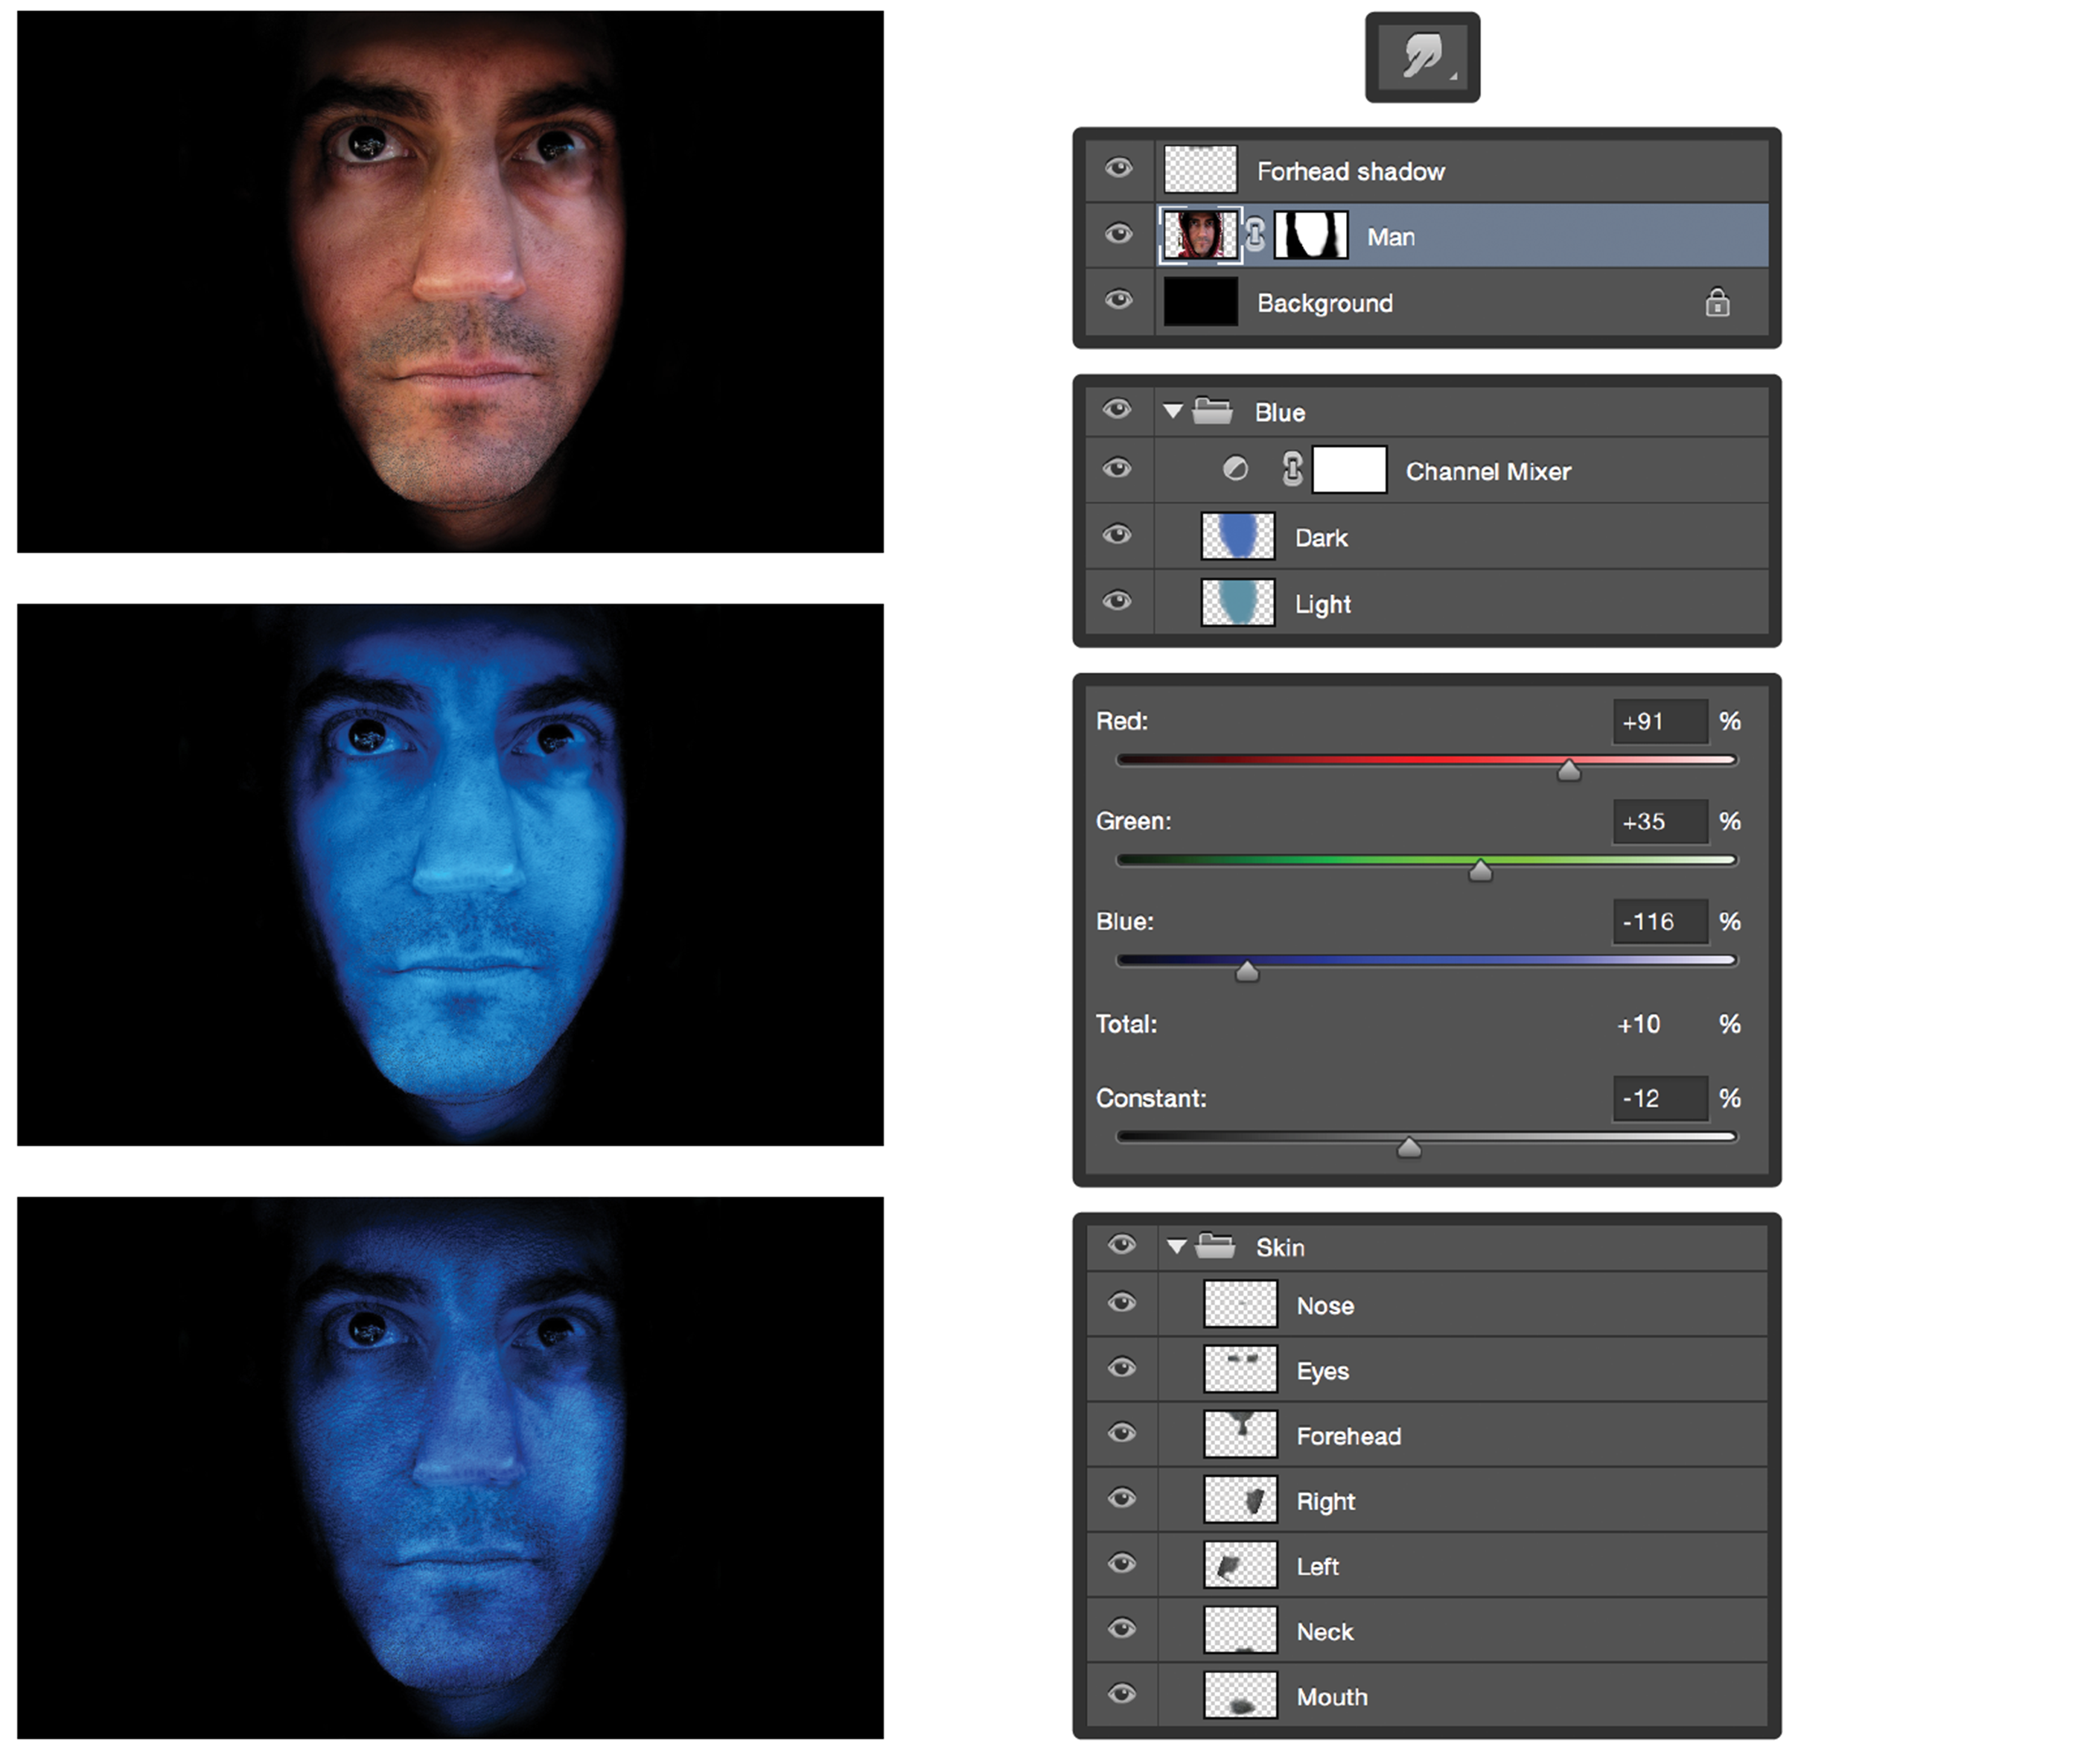 Forhead shadow
Man
Background
Blue
Channel Mixer
Dark
Light
Red: +91 %
Green: +35 %
Blue: -116 %
Total: +10 %
Constant: -12 %
Skin
Nose
Eyes
Forehead
Right
Left
Neck
Mouth